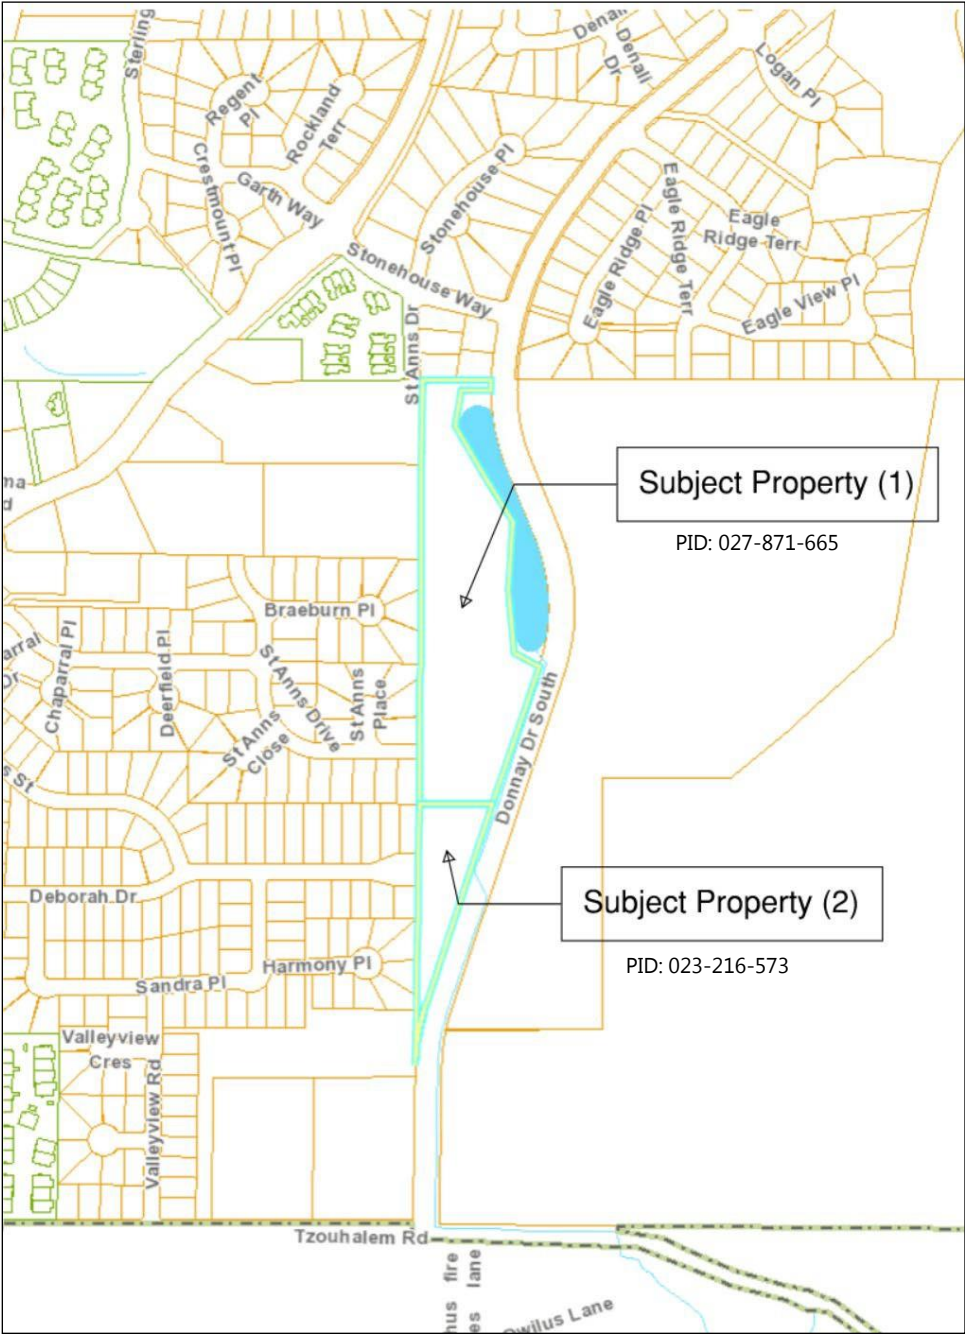 Sterling
Denali
Denali
Dr
Logan Pl
Regent
Pl
Rockland
Terr
Crestmount Pl
Garth Way
Stonehouse Pl
Stonehouse Way
Eagle Ridge Pl
Eagle Ridge Terr
Eagle
Ridge Terr
Eagle View Pl
St Anns Dr
Subject Property (1)
PID: 027-871-665
Braeburn Pl
Chaparral Pl
Dr
Deerfield Pl
St Anns Drive
St Anns
Place
St Anns
Close
Donnay Dr South
s St
Deborah Dr
Subject Property (2)
PID: 023-216-573
Harmony Pl
Sandra Pl
Valleyview
Cres
Valleyview Rd
Tzouhalem Rd
fire
lane
Lane